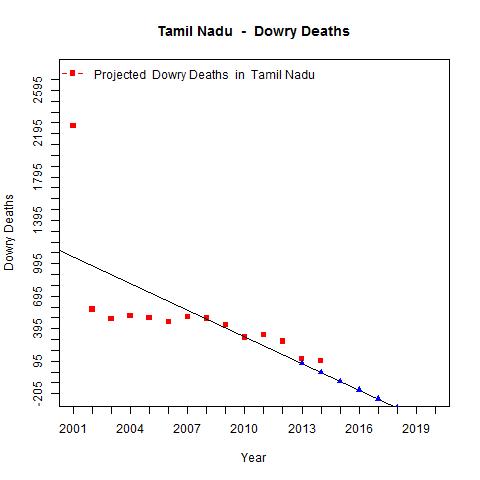 Tamil Nadu - Dowry Deaths
Projected Dowry Deaths in Tamil Nadu
Dowry Deaths
2595
2195
1795
1395
995
695
395
95
-205
2001 2004 2007 2010 2013 2016 2019
Year